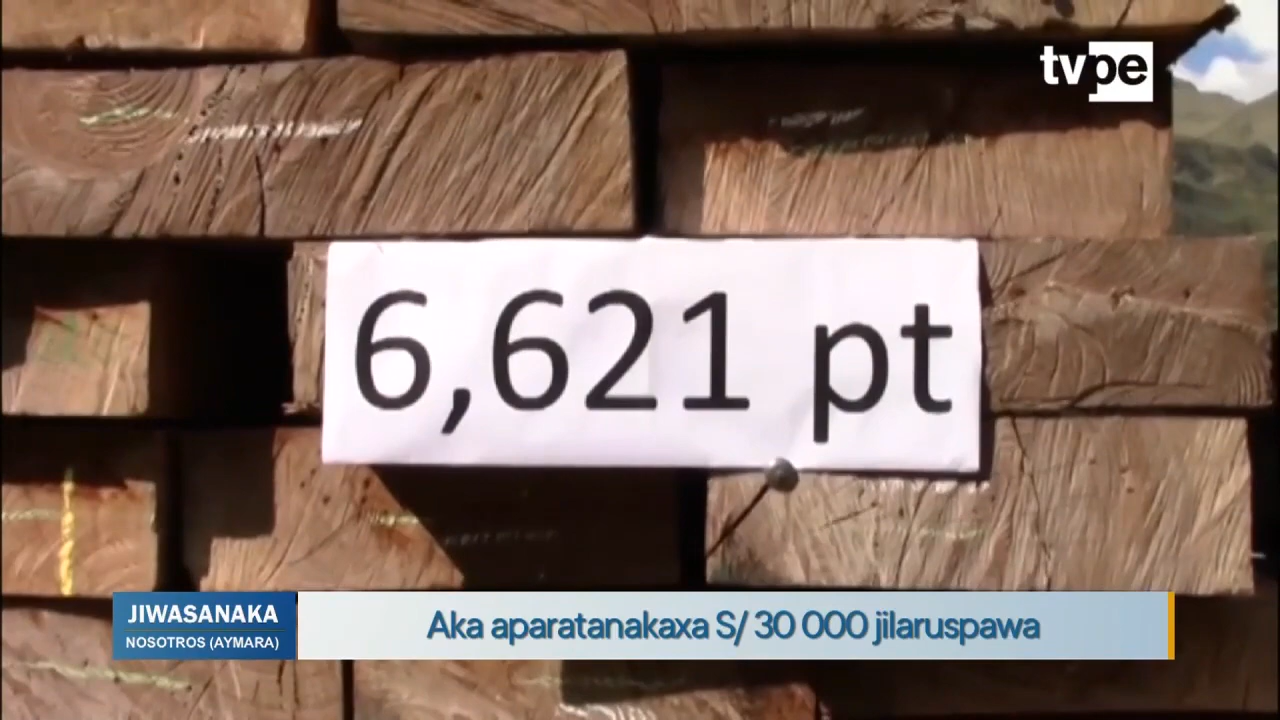 tvpe
6,621 pt
JIWASANAKA
NOSOTROS (AYMARA)
Aka aparatanakaxa S/ 30 000 jilaruspawa